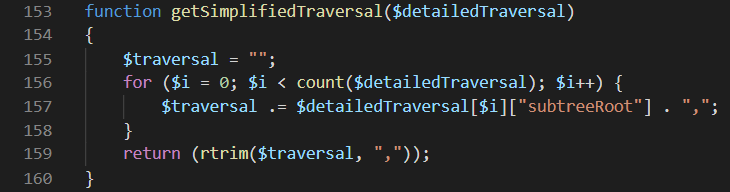 153 function getSimplifiedTraversal($detailedTraversal)
154 {
155     $traversal = "";
156     for ($i = 0; $i < count($detailedTraversal); $i++) {
157         $traversal .= $detailedTraversal[$i]["subtreeRoot"] . ",";
158     }
159     return (rtrim($traversal, ","));
160 }